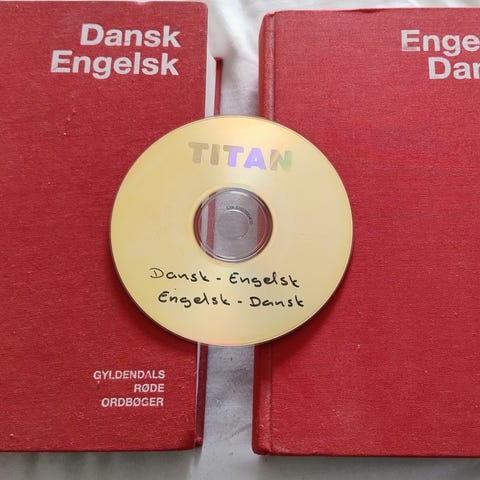 Dansk
Engelsk
GYLDENDALS
RØDE
ORDBØGER
TITAN
Dansk - Engelsk
Engelsk - Dansk
Enge
Dan